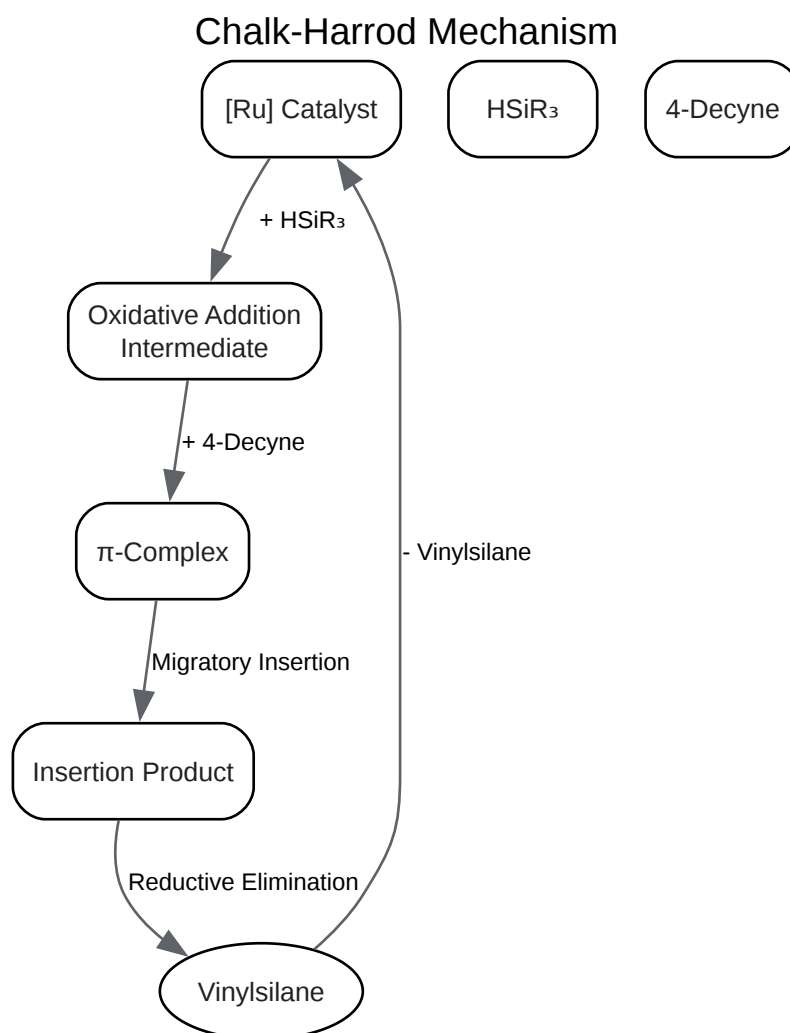 Chalk-Harrod Mechanism
[Ru] Catalyst
HSiR₃
4-Decyne
+ HSiR₃
Oxidative Addition
Intermediate
+ 4-Decyne
π-Complex
- Vinylsilane
Migratory Insertion
Insertion Product
Reductive Elimination
Vinylsilane